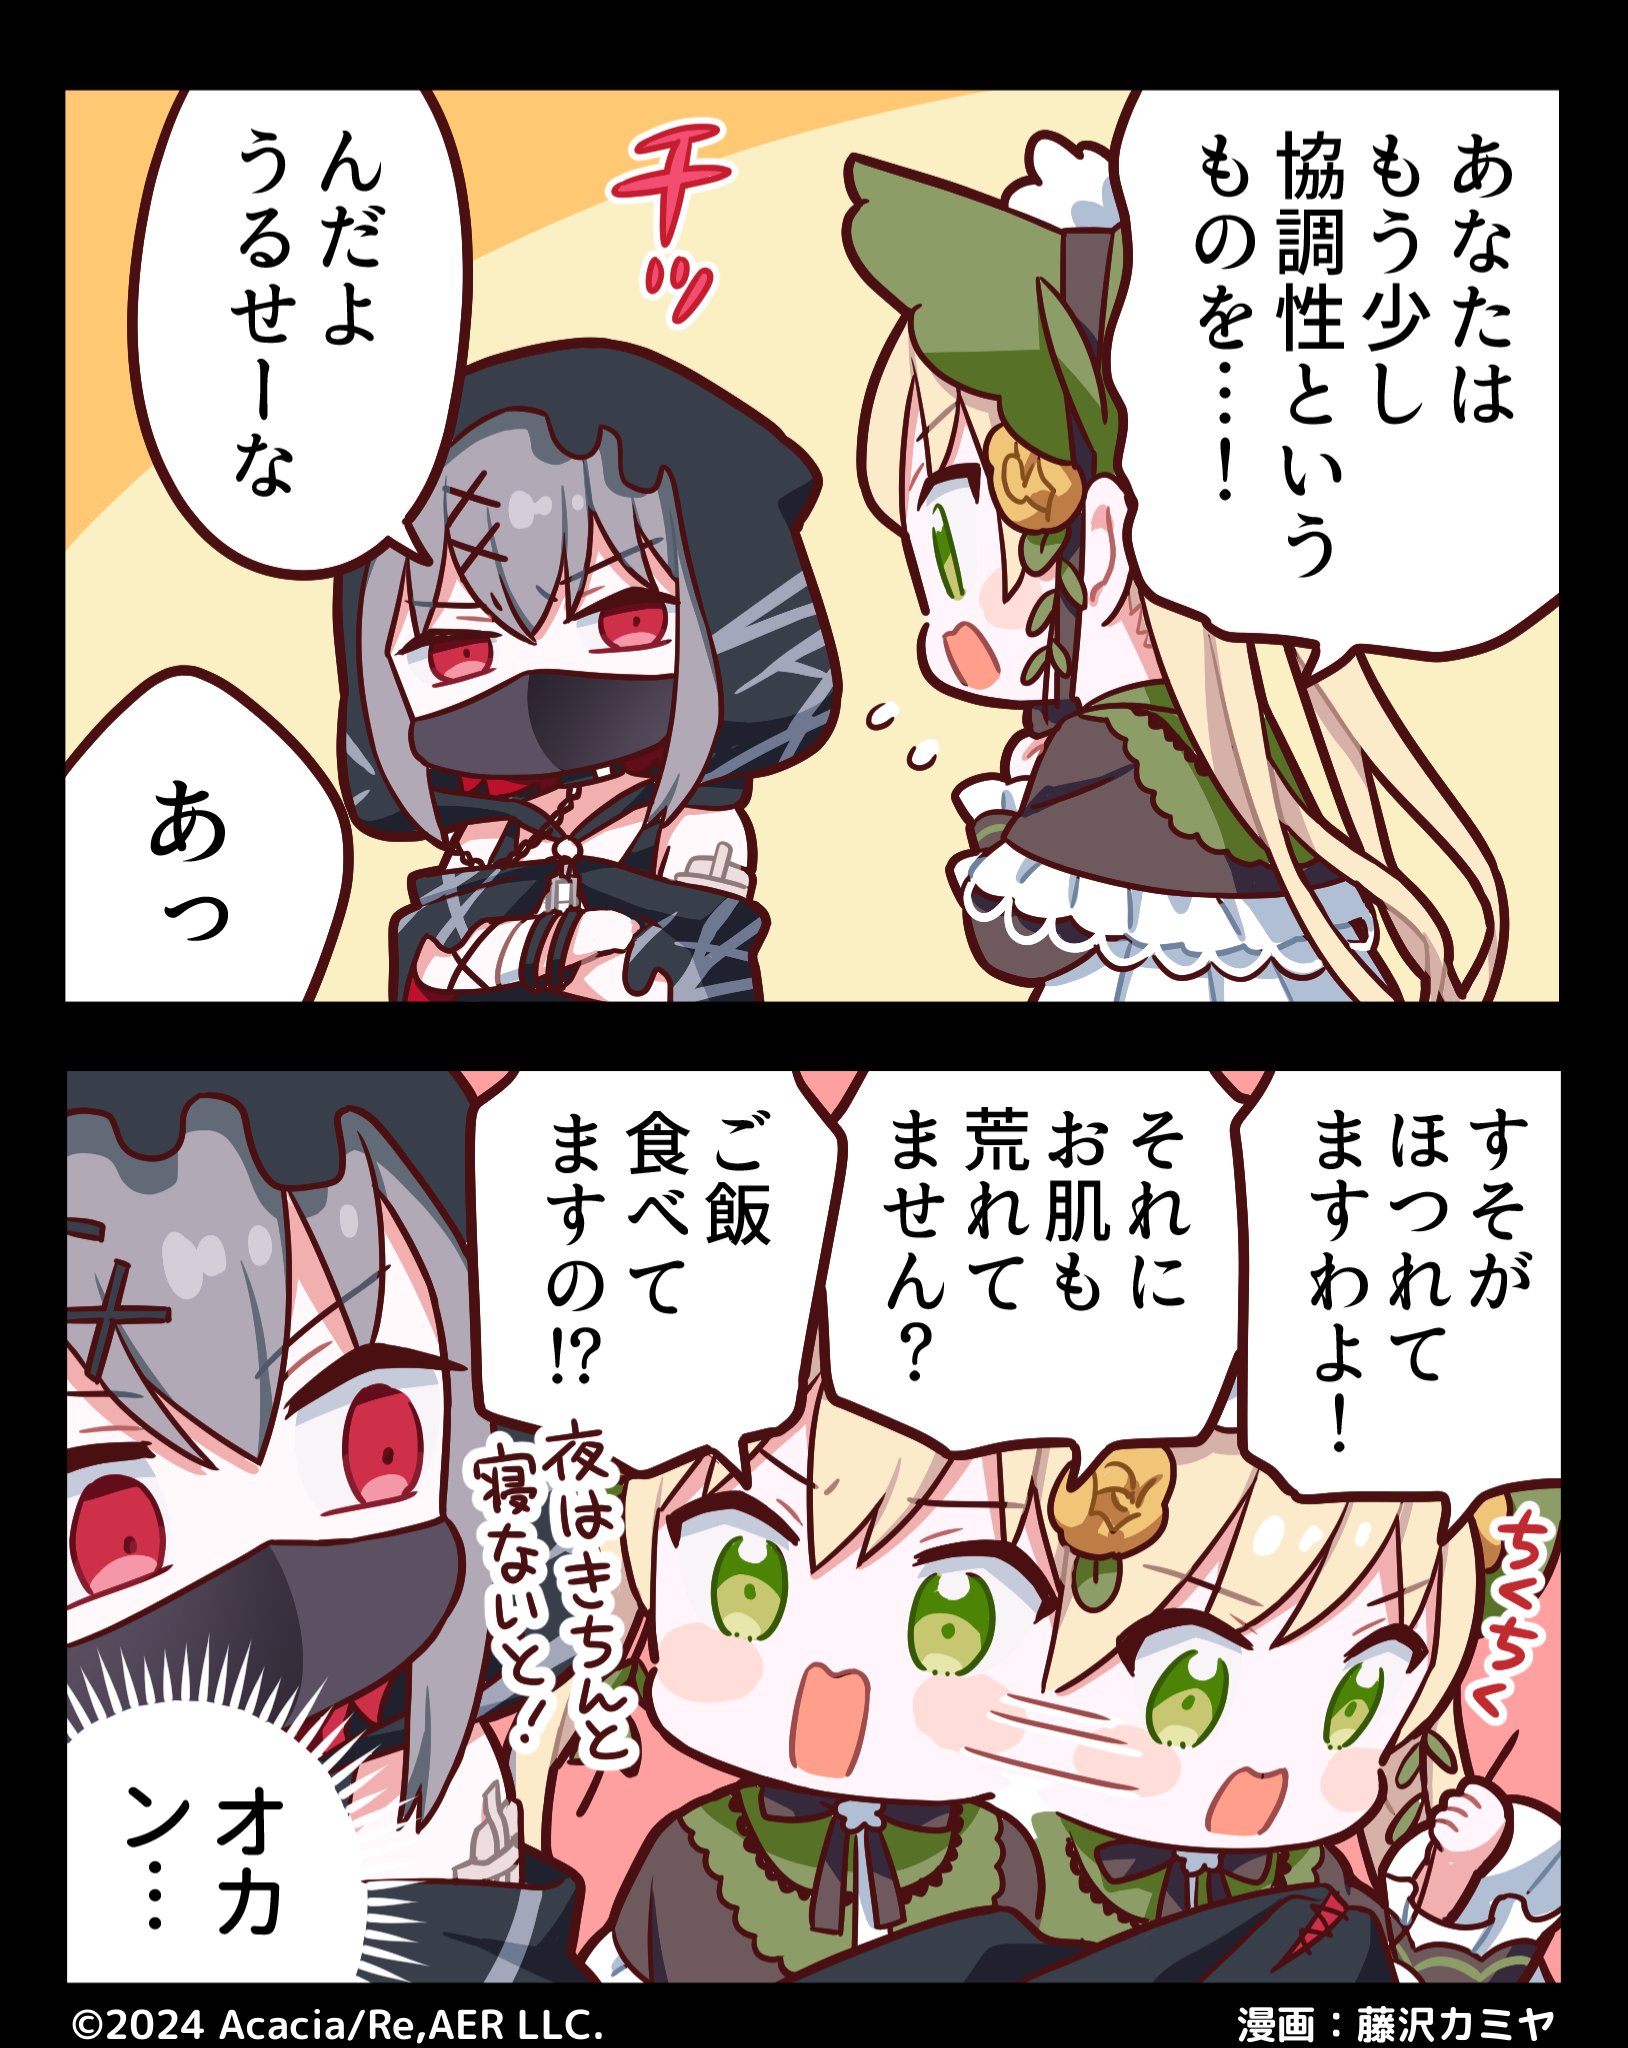 あなたは
もう少し
協調性という
ものを…！
チッ
んだよ
うるせーな
あっ
すそが
ほつれて
ますわよ！
ちくちく
それに
お肌も
荒れて
ません？
ご飯
食べて
ますの!?
夜はきちんと
寝ないと！
オカ
ン…
©2024 Acacia/Re,AER LLC.
漫画：藤沢カミヤ